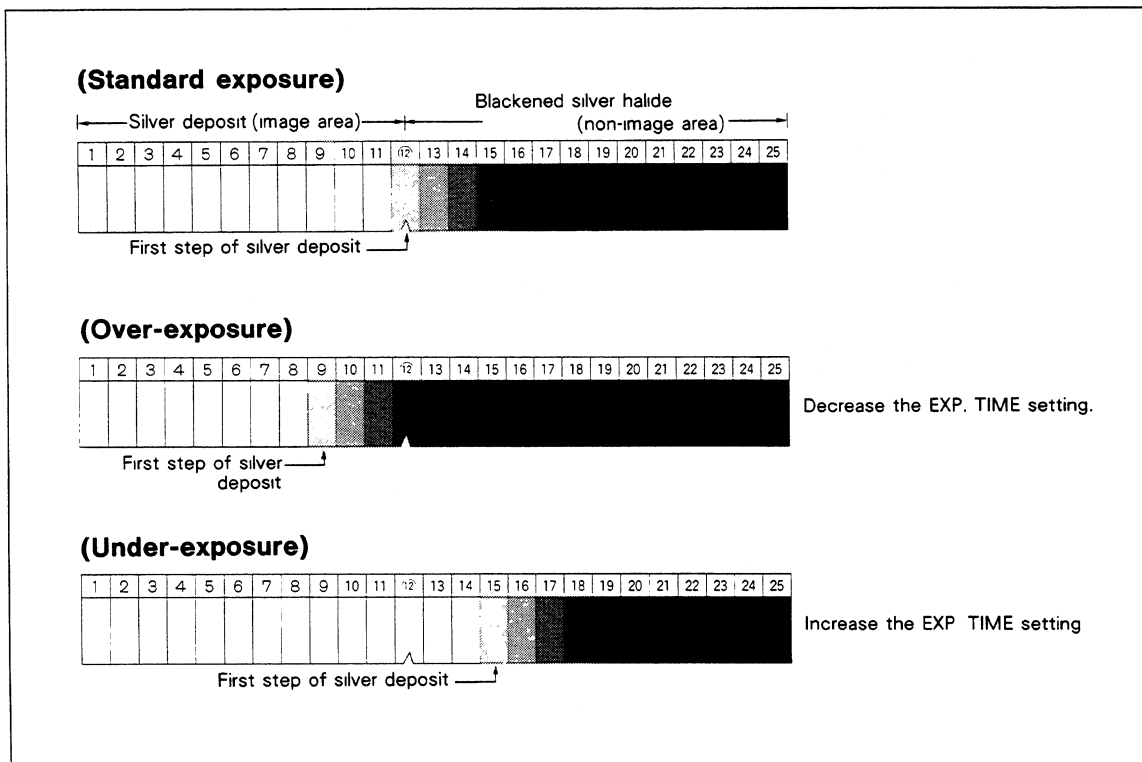 (Standard exposure)
Blackened silver halide
Silver deposit (image area)
(non-image area)
1 2 3 4 5 6 7 8 9 10 11 12 13 14 15 16 17 18 19 20 21 22 23 24 25
First step of silver deposit
(Over-exposure)
1 2 3 4 5 6 7 8 9 10 11 12 13 14 15 16 17 18 19 20 21 22 23 24 25
Decrease the EXP. TIME setting.
First step of silver
deposit
(Under-exposure)
1 2 3 4 5 6 7 8 9 10 11 12 13 14 15 16 17 18 19 20 21 22 23 24 25
Increase the EXP TIME setting
First step of silver deposit